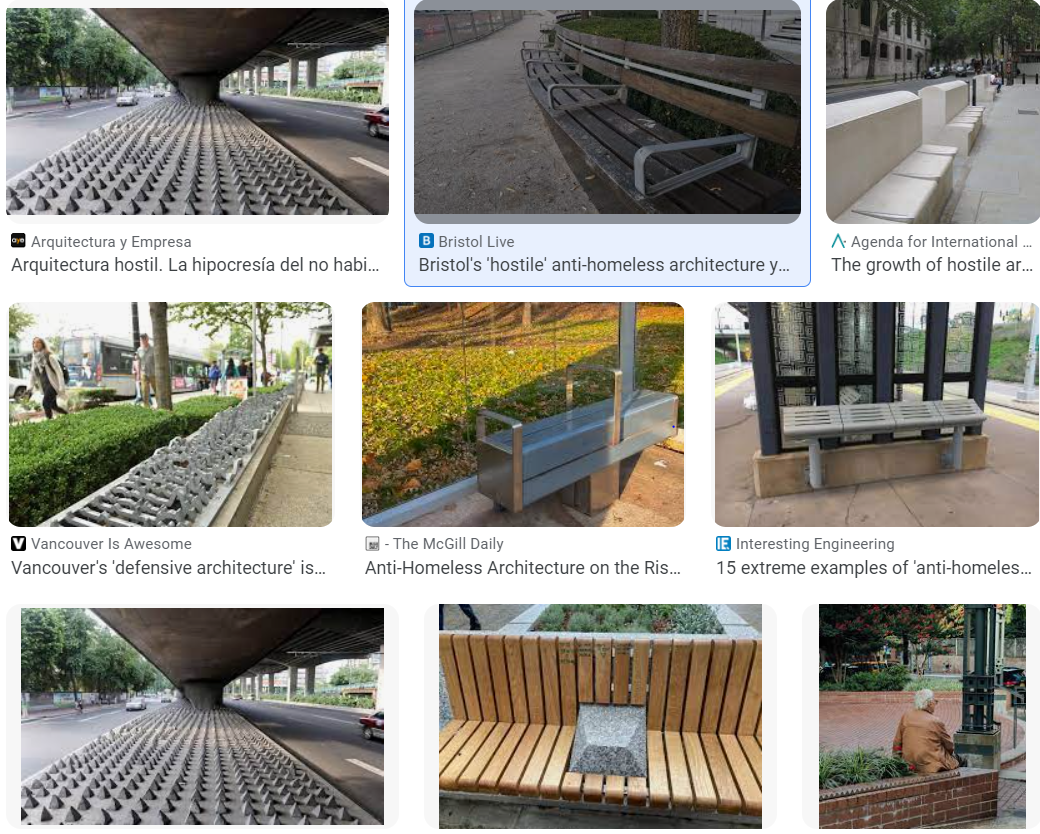 aye Arquitectura y Empresa
Arquitectura hostil. La hipocresía del no habi...
B Bristol Live
Bristol's 'hostile' anti-homeless architecture y...
Agenda for International ...
The growth of hostile ar...
V Vancouver Is Awesome
Vancouver's 'defensive architecture' is...
- The McGill Daily
Anti-Homeless Architecture on the Ris...
IE Interesting Engineering
15 extreme examples of 'anti-homeles...